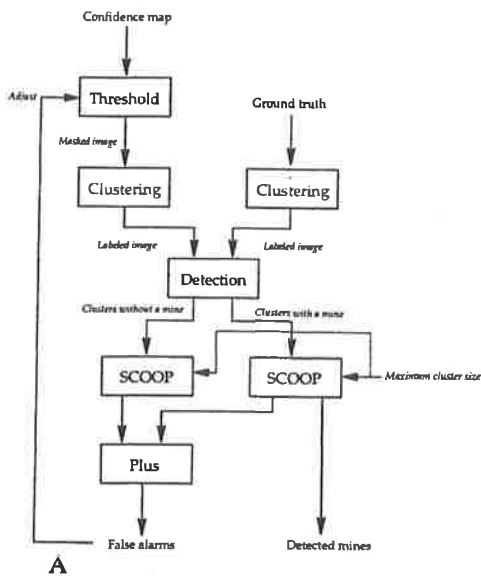 Confidence map
Adjust
Threshold
Ground truth
Masked image
Clustering
Clustering
Labeled image
Labeled image
Detection
Clusters without a mine
Clusters with a mine
SCOOP
SCOOP
Maximum cluster size
Plus
False alarms
Detected mines
A